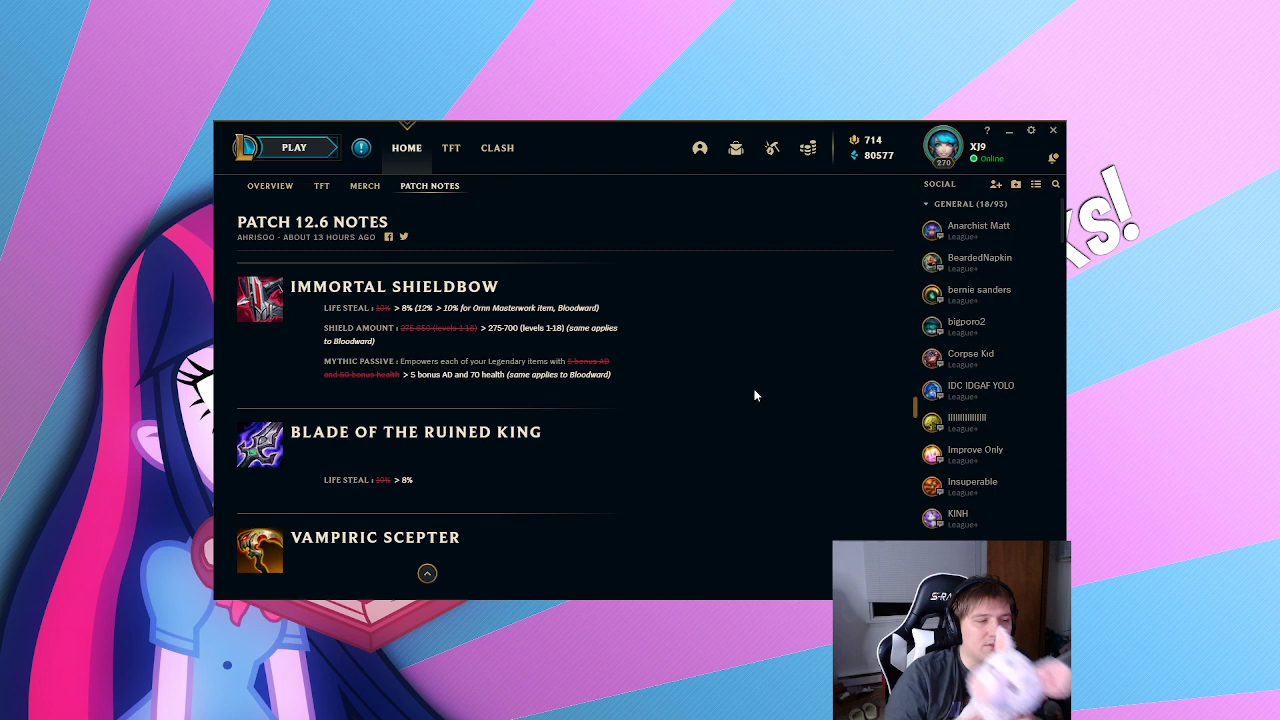 PLAY
HOME
TFT
CLASH
714
80577
270
XJ9
Online
?
OVERVIEW
TFT
MERCH
PATCH NOTES
PATCH 12.6 NOTES
AHRISOO - ABOUT 13 HOURS AGO
IMMORTAL SHIELDBOW
LIFE STEAL : 10% > 8% (12% > 10% for Ornn Masterwork item, Bloodward)
SHIELD AMOUNT : 275-650 (levels 1-18) > 275-700 (levels 1-18) (same applies
to Bloodward)
MYTHIC PASSIVE : Empowers each of your Legendary items with 5 bonus AD
and 50 bonus health > 5 bonus AD and 70 health (same applies to Bloodward)
BLADE OF THE RUINED KING
LIFE STEAL : 10% > 8%
VAMPIRIC SCEPTER
SOCIAL
GENERAL (18/93)
Anarchist Matt
League+
BeardedNapkin
League+
bernie sanders
League+
bigporo2
League+
Corpse Kid
League+
IDC IDGAF YOLO
League+
League+
Improve Only
League+
Insuperable
League+
KINH
League+
ks!
S-RA